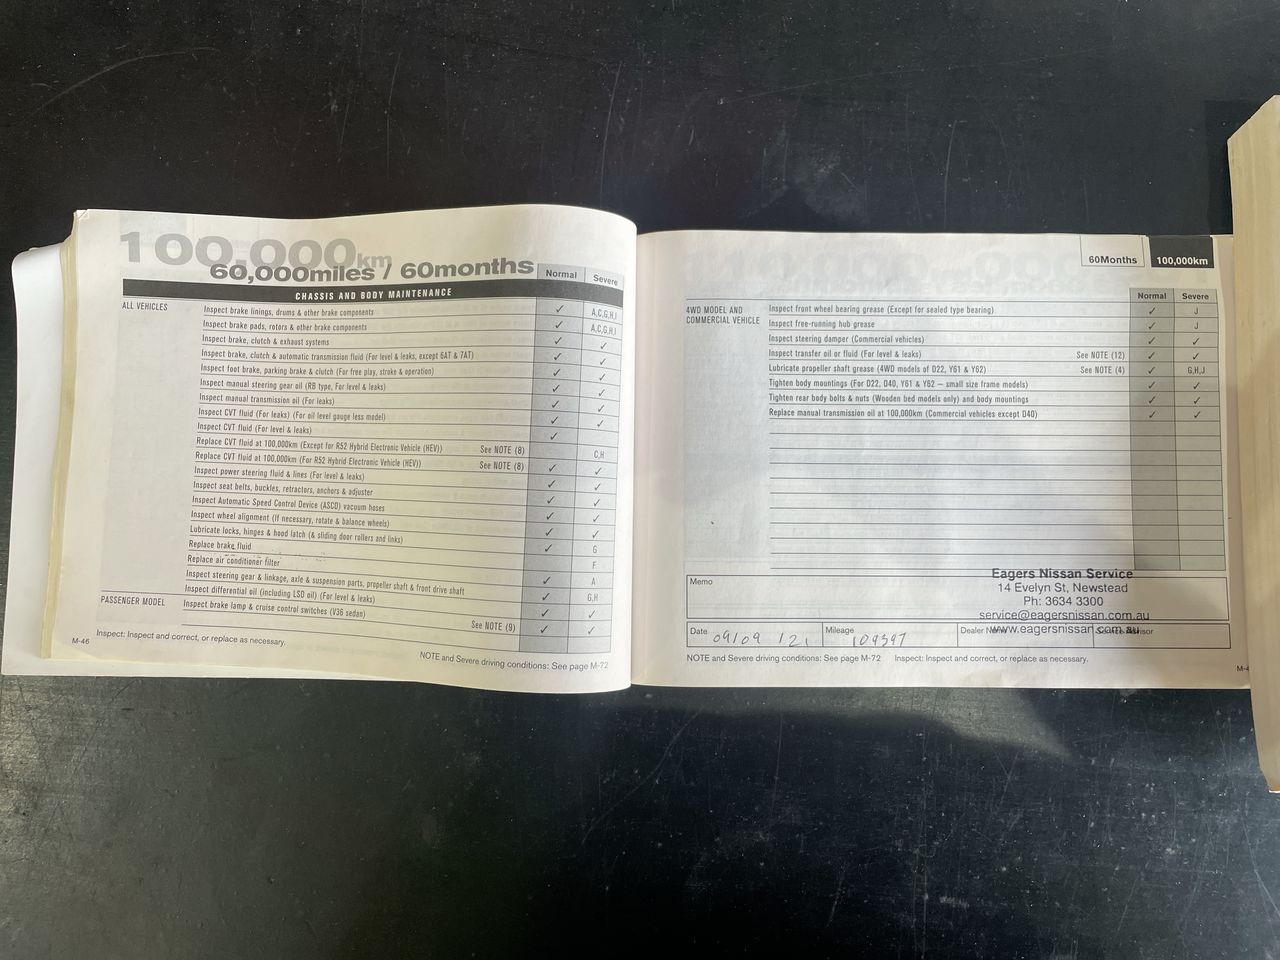 100,000km
60,000miles / 60months
Normal Severe
CHASSIS AND BODY MAINTENANCE
ALL VEHICLES
Inspect brake linings, drums & other brake components ✓ A,C,G,H,I
Inspect brake pads, rotors & other brake components ✓ A,C,G,H,I
Inspect brake, clutch & exhaust systems ✓ ✓
Inspect brake, clutch & automatic transmission fluid (For level & leaks, except 6AT & 7AT) ✓ ✓
Inspect foot brake, parking brake & clutch (For free play, stroke & operation) ✓ ✓
Inspect manual steering gear oil (RB type, For level & leaks) ✓ ✓
Inspect manual transmission oil (For leaks) ✓ ✓
Inspect CVT fluid (For leaks) (For oil level gauge less model) ✓ ✓
Inspect CVT fluid (For level & leaks) ✓
Replace CVT fluid at 100,000km (Except for R52 Hybrid Electronic Vehicle (HEV)) See NOTE (8) C,H
Replace CVT fluid at 100,000km (For R52 Hybrid Electronic Vehicle (HEV)) See NOTE (8)
Inspect power steering fluid & lines (For level & leaks) ✓ ✓
Inspect seat belts, buckles, retractors, anchors & adjuster ✓ ✓
Inspect Automatic Speed Control Device (ASCD) vacuum hoses ✓ ✓
Inspect wheel alignment (If necessary, rotate & balance wheels) ✓ ✓
Lubricate locks, hinges & hood latch (& sliding door rollers and links) ✓ ✓
Replace brake fluid ✓ G
Replace air conditioner filter F
Inspect steering gear & linkage, axle & suspension parts, propeller shaft & front drive shaft ✓ A
Inspect differential oil (including LSD oil) (For level & leaks) ✓ G,H
PASSENGER MODEL
Inspect brake lamp & cruise control switches (V36 sedan) ✓ ✓
See NOTE (9) ✓ ✓
M-46
Inspect: Inspect and correct, or replace as necessary.
NOTE and Severe driving conditions: See page M-72
60Months 100,000km
Normal Severe
4WD MODEL AND
COMMERCIAL VEHICLE
Inspect front wheel bearing grease (Except for sealed type bearing) ✓ J
Inspect free-running hub grease ✓ J
Inspect steering damper (Commercial vehicles) ✓ ✓
Inspect transfer oil or fluid (For level & leaks) See NOTE (12) ✓ ✓
Lubricate propeller shaft grease (4WD models of D22, Y61 & Y62) See NOTE (4) ✓ G,H,J
Tighten body mountings (For D22, D40, Y61 & Y62 – small size frame models) ✓ ✓
Tighten rear body bolts & nuts (Wooden bed models only) and body mountings ✓ ✓
Replace manual transmission oil at 100,000km (Commercial vehicles except D40) ✓ ✓
Memo
Eagers Nissan Service
14 Evelyn St, Newstead
Ph: 3634 3300
service@eagersnissan.com.au
www.eagersnissan.com.au
Date 09/09/21 Mileage 109397 Dealer Name Advisor
NOTE and Severe driving conditions: See page M-72 Inspect: Inspect and correct, or replace as necessary.